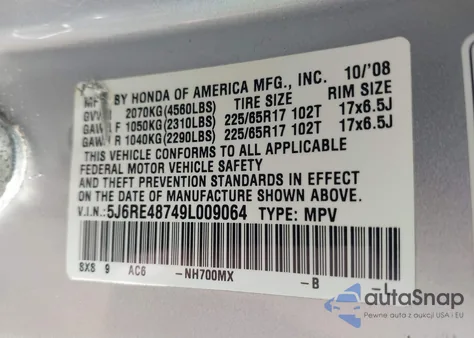 MFD BY HONDA OF AMERICA MFG., INC. 10/'08
GVWR 2070KG(4560LBS) TIRE SIZE RIM SIZE
GAWR F 1050KG(2310LBS) 225/65R17 102T 17x6.5J
GAWR R 1040KG(2290LBS) 225/65R17 102T 17x6.5J
THIS VEHICLE CONFORMS TO ALL APPLICABLE
FEDERAL MOTOR VEHICLE SAFETY
AND THEFT PREVENTION STANDARDS IN EFFECT
ON THE DATE OF MANUFACTURE SHOWN ABOVE.
V.I.N.: 5J6RE48749L009064 TYPE: MPV
SXS 9 AC6 -NH700MX -B
autoSnap
Pewne auta z aukcji USA i EU